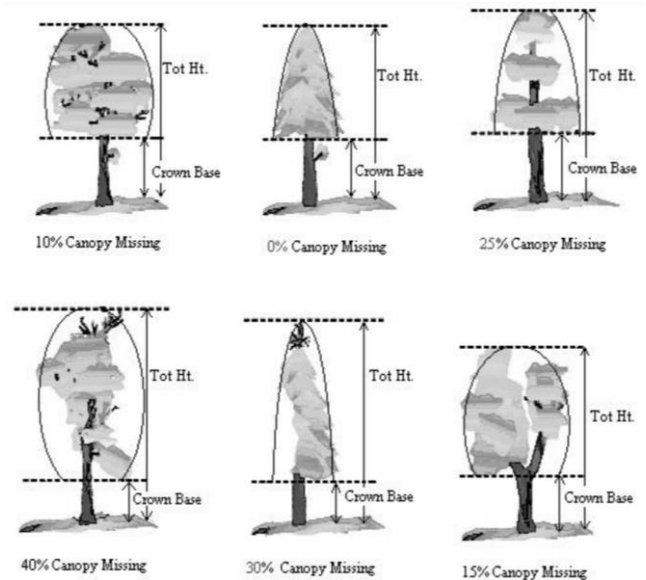 Tot Ht.
Crown Base
10% Canopy Missing
Tot Ht.
Crown Base
0% Canopy Missing
Tot Ht.
Crown Base
25% Canopy Missing
Tot Ht.
Crown Base
40% Canopy Missing
Tot Ht.
Crown Base
30% Canopy Missing
Tot Ht.
Crown Base
15% Canopy Missing